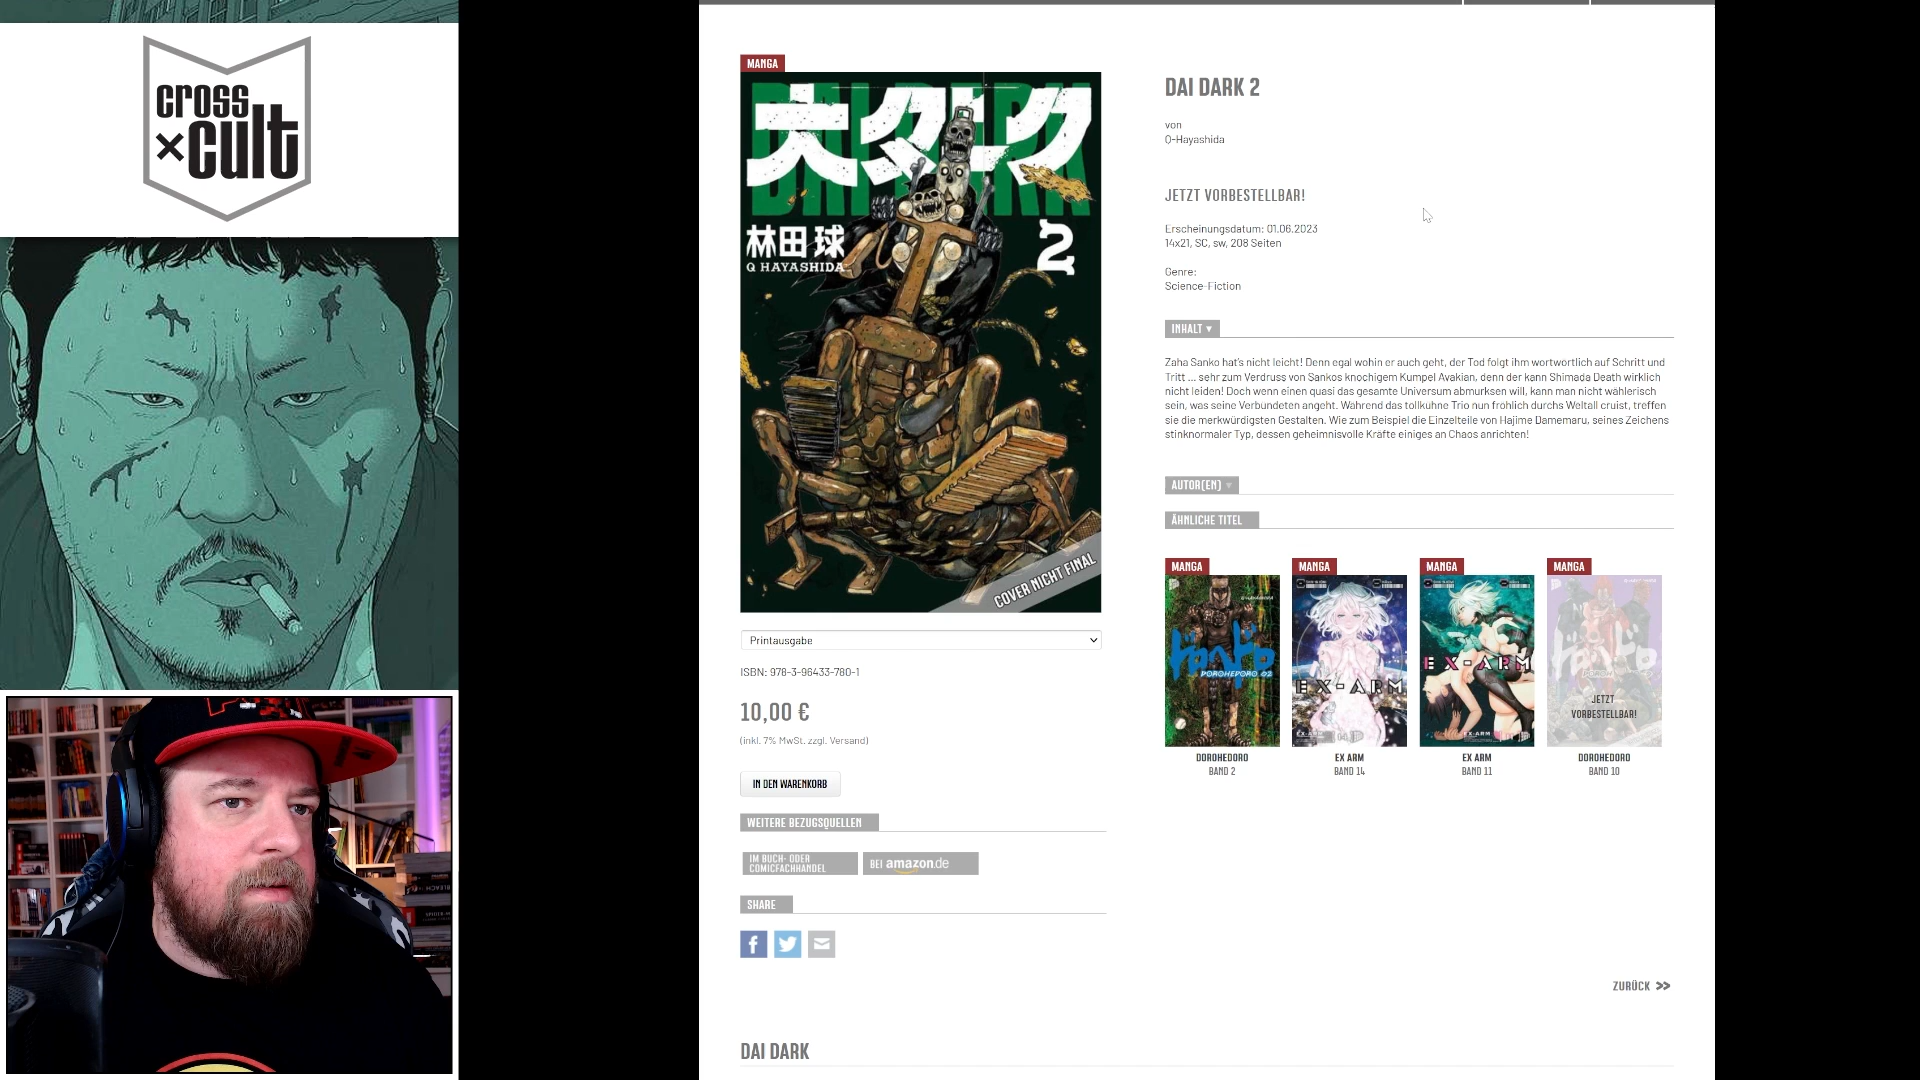 cross
×cult
MANGA
大ダーク
DAI DARK
林田球
Q HAYASHIDA
2
COVER NICHT FINAL
Printausgabe
ISBN: 978-3-96433-780-1
10,00 €
(inkl. 7% MwSt. zzgl. Versand)
IN DEN WARENKORB
WEITERE BEZUGSQUELLEN
IM BUCH- ODER
COMICFACHHANDEL
BEI amazon.de
SHARE
DAI DARK 2
von
Q-Hayashida
JETZT VORBESTELLBAR!
Erscheinungsdatum: 01.06.2023
14x21, SC, sw, 208 Seiten
Genre:
Science-Fiction
INHALT ▾
Zaha Sanko hat's nicht leicht! Denn egal wohin er auch geht, der Tod folgt ihm wortwörtlich auf Schritt und
Tritt ... sehr zum Verdruss von Sankos knochigem Kumpel Avakian, denn der kann Shimada Death wirklich
nicht leiden! Doch wenn einen quasi das gesamte Universum abmurksen will, kann man nicht wählerisch
sein, was seine Verbündeten angeht. Während das tollkühne Trio nun fröhlich durchs Weltall cruist, treffen
sie die merkwürdigsten Gestalten. Wie zum Beispiel die Einzelteile von Hajime Damemaru, seines Zeichens
stinknormaler Typ, dessen geheimnisvolle Kräfte einiges an Chaos anrichten!
AUTOR(EN) ▾
ÄHNLICHE TITEL
MANGA
MANGA
MANGA
MANGA
ドロヘドロ
DOROHEDORO 02
EX-ARM
EX-ARM
JETZT
VORBESTELLBAR!
DOROHEDORO
BAND 2
EX ARM
BAND 14
EX ARM
BAND 11
DOROHEDORO
BAND 10
ZURÜCK >>
DAI DARK
BLEACH